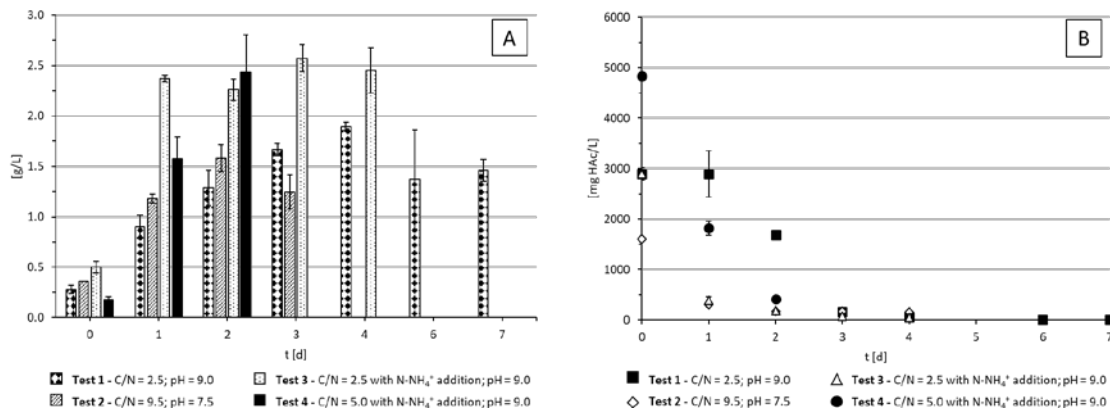 A
3.0
2.5
2.0
1.5
1.0
0.5
0.0
[g/L]
0 1 2 3 4 6 7
t [d]
Test 1 - C/N = 2.5; pH = 9.0
Test 3 - C/N = 2.5 with N-NH₄⁺ addition; pH = 9.0
Test 2 - C/N = 9.5; pH = 7.5
Test 4 - C/N = 5.0 with N-NH₄⁺ addition; pH = 9.0
B
6000
5000
4000
3000
2000
1000
0
[mg HAc/L]
0 1 2 3 4 5 6 7
t [d]
Test 1 - C/N = 2.5; pH = 9.0
Test 3 - C/N = 2.5 with N-NH₄⁺ addition; pH = 9.0
Test 2 - C/N = 9.5; pH = 7.5
Test 4 - C/N = 5.0 with N-NH₄⁺ addition; pH = 9.0